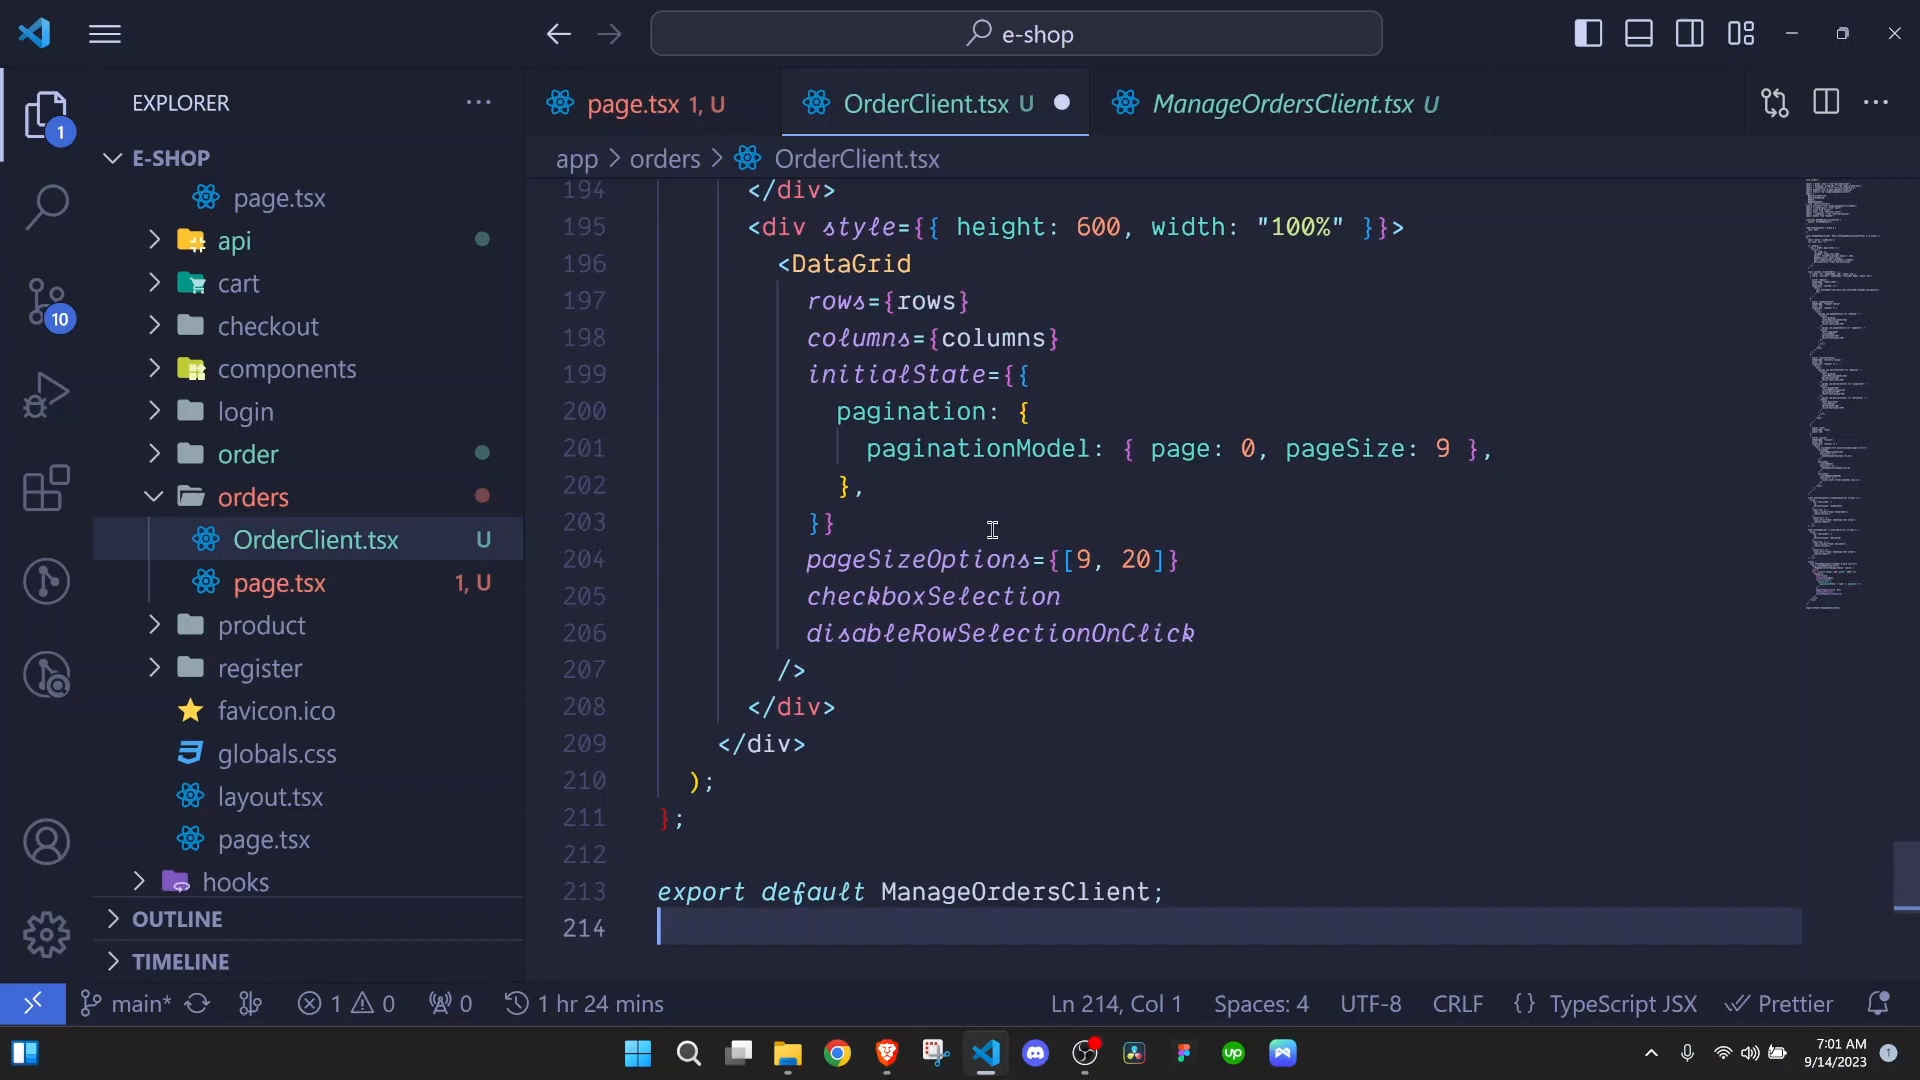 e-shop
EXPLORER
page.tsx 1, U
OrderClient.tsx U
ManageOrdersClient.tsx U
E-SHOP
app > orders > OrderClient.tsx
page.tsx
api
cart
checkout
components
login
order
orders
OrderClient.tsx U
page.tsx 1, U
product
register
favicon.ico
globals.css
layout.tsx
page.tsx
hooks
OUTLINE
TIMELINE
1
10
194 </div>
195 <div style={{ height: 600, width: "100%" }}>
196 <DataGrid
197 rows={rows}
198 columns={columns}
199 initialState={{
200 pagination: {
201 paginationModel: { page: 0, pageSize: 9 },
202 },
203 }}
204 pageSizeOptions={[9, 20]}
205 checkboxSelection
206 disableRowSelectionOnClick
207 />
208 </div>
209 </div>
210 );
211 };
212
213 export default ManageOrdersClient;
214
main* 1 0 0 1 hr 24 mins Ln 214, Col 1 Spaces: 4 UTF-8 CRLF {} TypeScript JSX Prettier
up
7:01 AM
9/14/2023
1